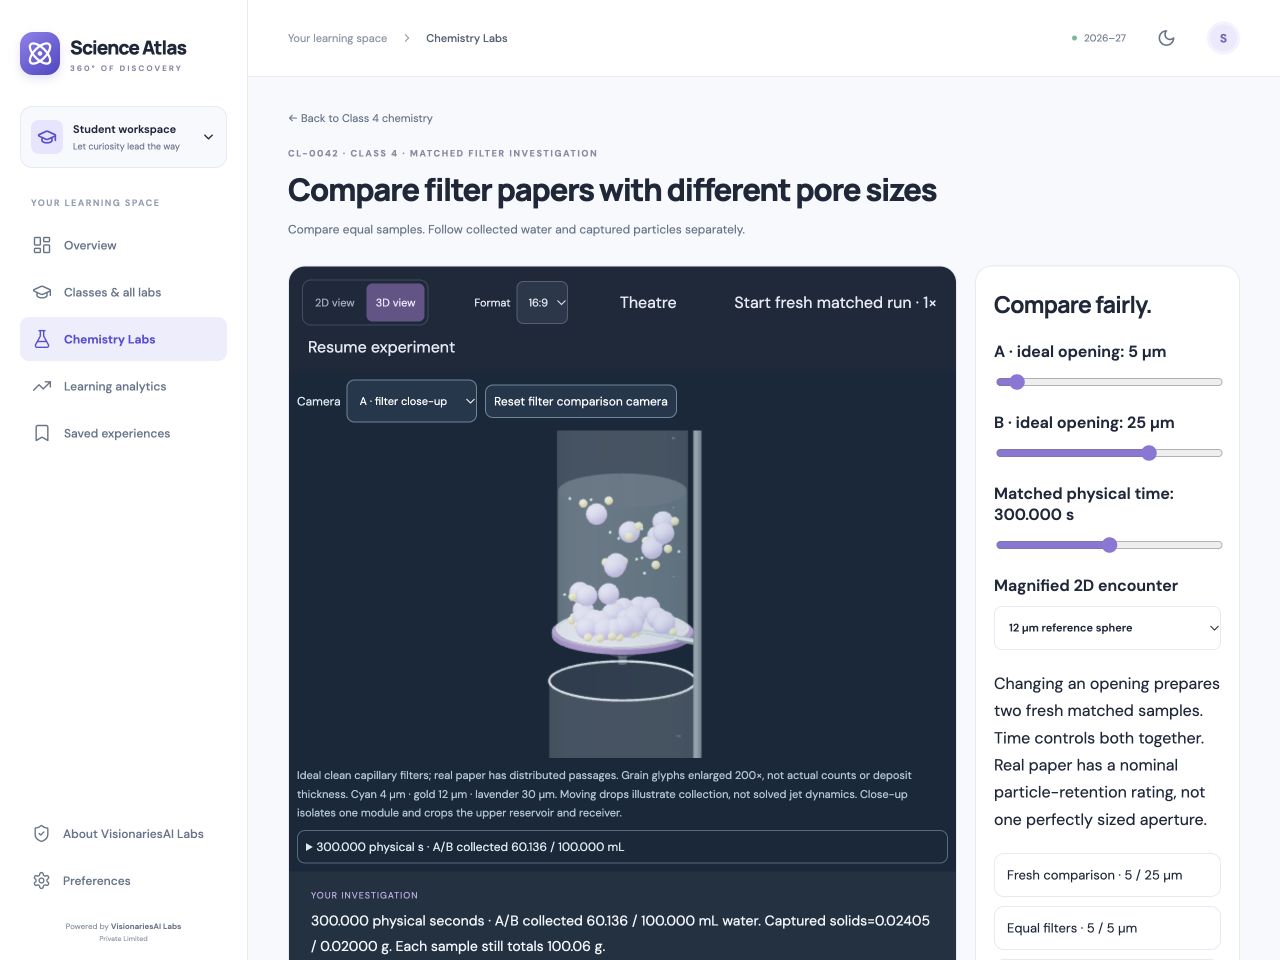 Science Atlas
360° OF DISCOVERY
Student workspace
Let curiosity lead the way
YOUR LEARNING SPACE
Overview
Classes & all labs
Chemistry Labs
Learning analytics
Saved experiences
About VisionariesAI Labs
Preferences
Powered by VisionariesAI Labs
Private Limited
Your learning space
Chemistry Labs
2026–27
S
← Back to Class 4 chemistry
CL-0042 · CLASS 4 · MATCHED FILTER INVESTIGATION
Compare filter papers with different pore sizes
Compare equal samples. Follow collected water and captured particles separately.
2D view
3D view
Format
16:9
Theatre
Start fresh matched run · 1×
Resume experiment
Camera
A · filter close-up
Reset filter comparison camera
Ideal clean capillary filters; real paper has distributed passages. Grain glyphs enlarged 200×, not actual counts or deposit
thickness. Cyan 4 µm · gold 12 µm · lavender 30 µm. Moving drops illustrate collection, not solved jet dynamics. Close-up
isolates one module and crops the upper reservoir and receiver.
▶ 300.000 physical s · A/B collected 60.136 / 100.000 mL
YOUR INVESTIGATION
300.000 physical seconds · A/B collected 60.136 / 100.000 mL water. Captured solids=0.02405
/ 0.02000 g. Each sample still totals 100.06 g.
Compare fairly.
A · ideal opening: 5 µm
B · ideal opening: 25 µm
Matched physical time:
300.000 s
Magnified 2D encounter
12 µm reference sphere
Changing an opening prepares
two fresh matched samples.
Time controls both together.
Real paper has a nominal
particle-retention rating, not
one perfectly sized aperture.
Fresh comparison · 5 / 25 µm
Equal filters · 5 / 5 µm